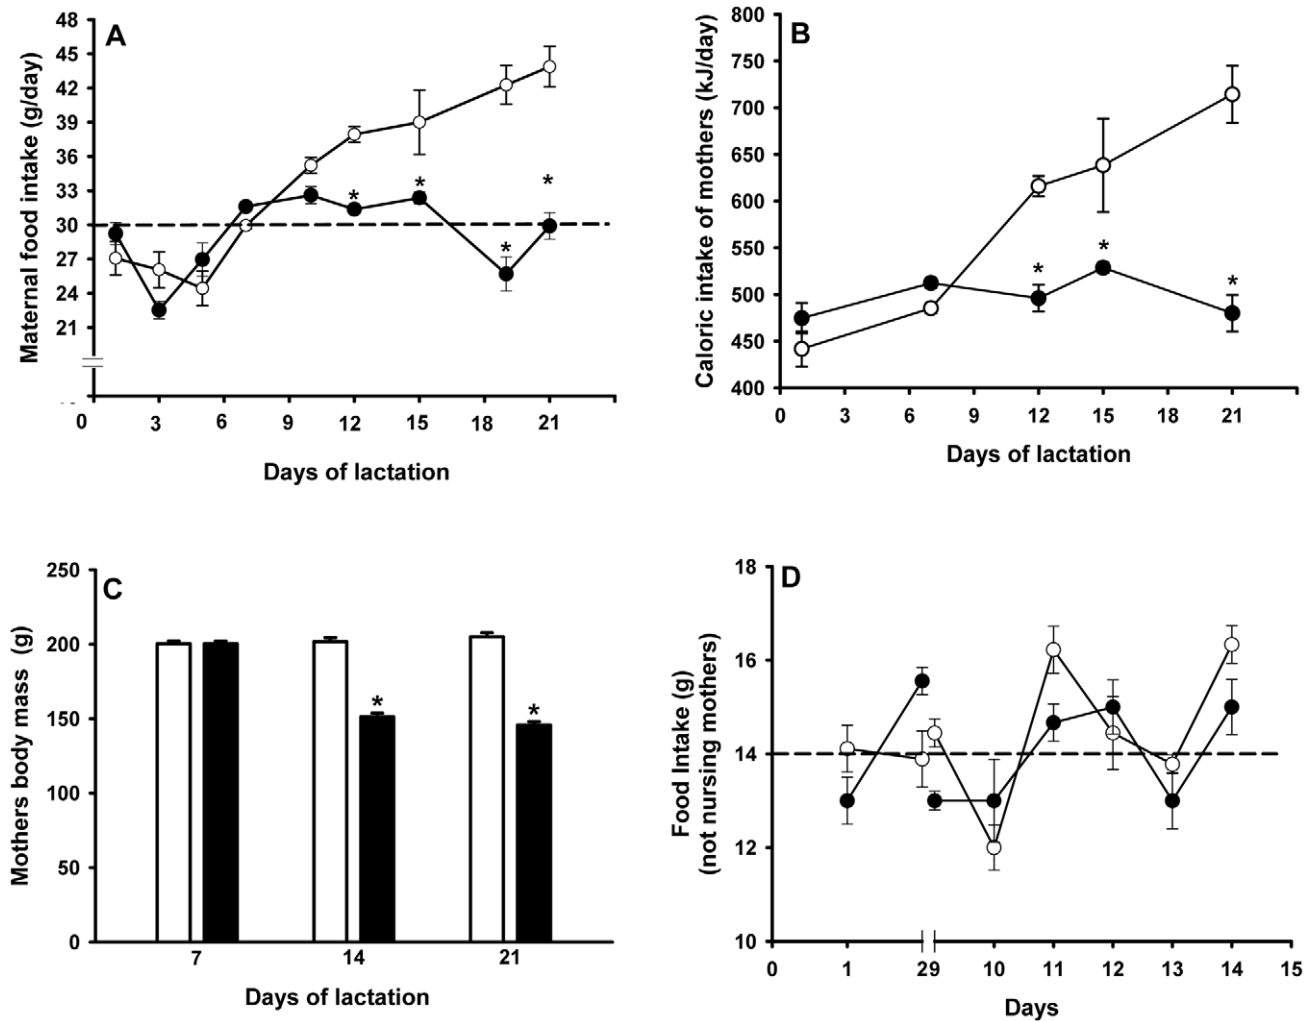 A
Maternal food intake (g/day)
48
45
42
39
36
33
30
27
24
21
* * * *
0 3 6 9 12 15 18 21
Days of lactation
B
Caloric intake of mothers (kJ/day)
800
750
700
650
600
550
500
450
400
* * *
0 3 6 9 12 15 18 21
Days of lactation
C
Mothers body mass (g)
250
200
150
100
50
0
* *
7 14 21
Days of lactation
D
Food Intake (g)
(not nursing mothers)
18
16
14
12
10
0 1 29 10 11 12 13 14 15
Days